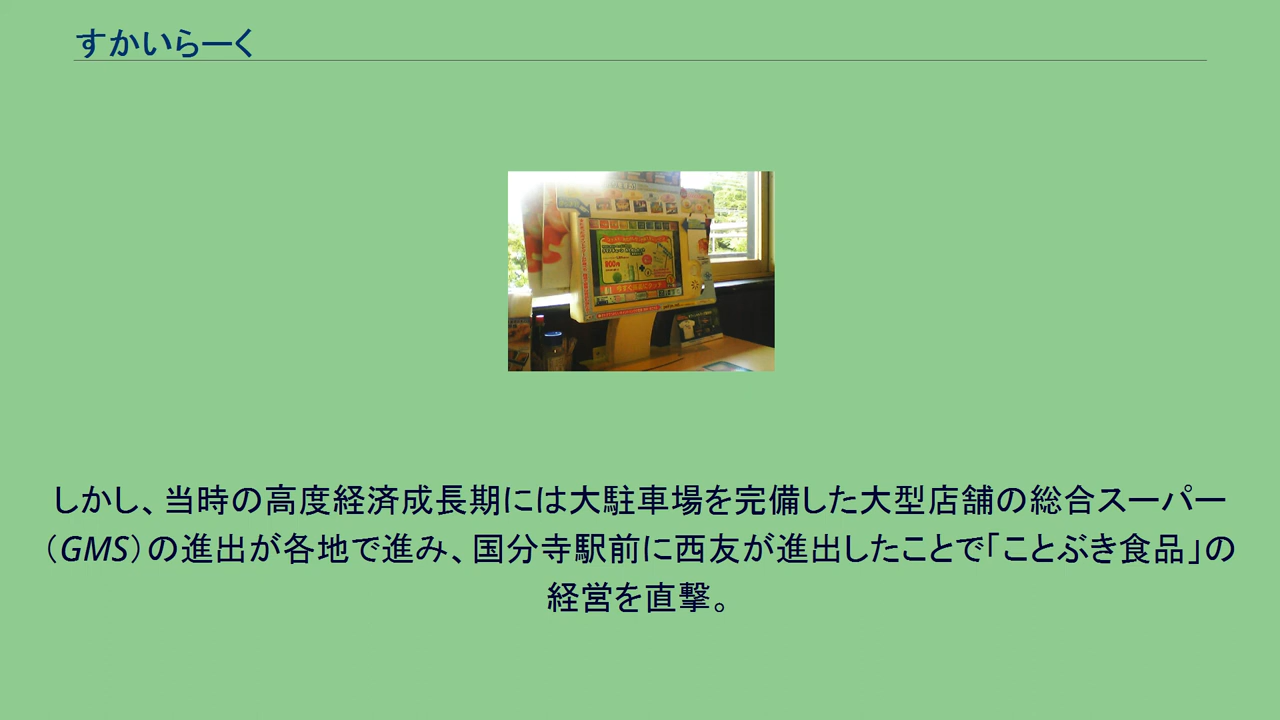 すかいらーく
しかし、当時の高度経済成長期には大駐車場を完備した大型店舗の総合スーパー
（GMS）の進出が各地で進み、国分寺駅前に西友が進出したことで「ことぶき食品」の
経営を直撃。